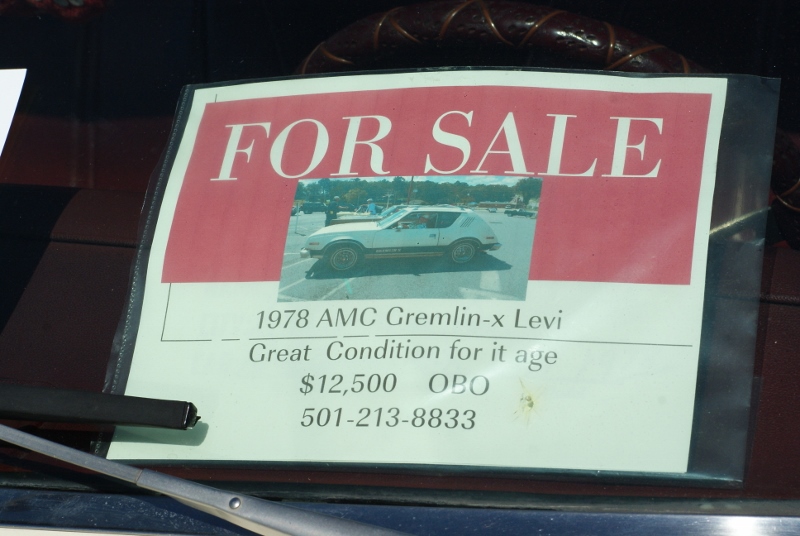 FOR SALE
1978 AMC Gremlin-x Levi
Great Condition for it age
$12,500 OBO
501-213-8833